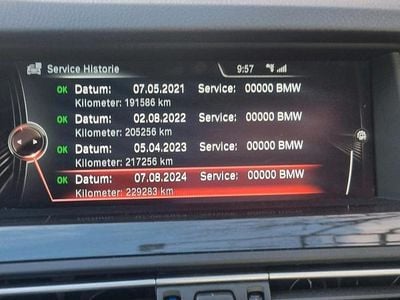 Service Historie 9:57
OK Datum: 07.05.2021 Service: 00000 BMW
Kilometer: 191586 km
OK Datum: 02.08.2022 Service: 00000 BMW
Kilometer: 205256 km
OK Datum: 05.04.2023 Service: 00000 BMW
Kilometer: 217256 km
OK Datum: 07.08.2024 Service: 00000 BMW
Kilometer: 229283 km